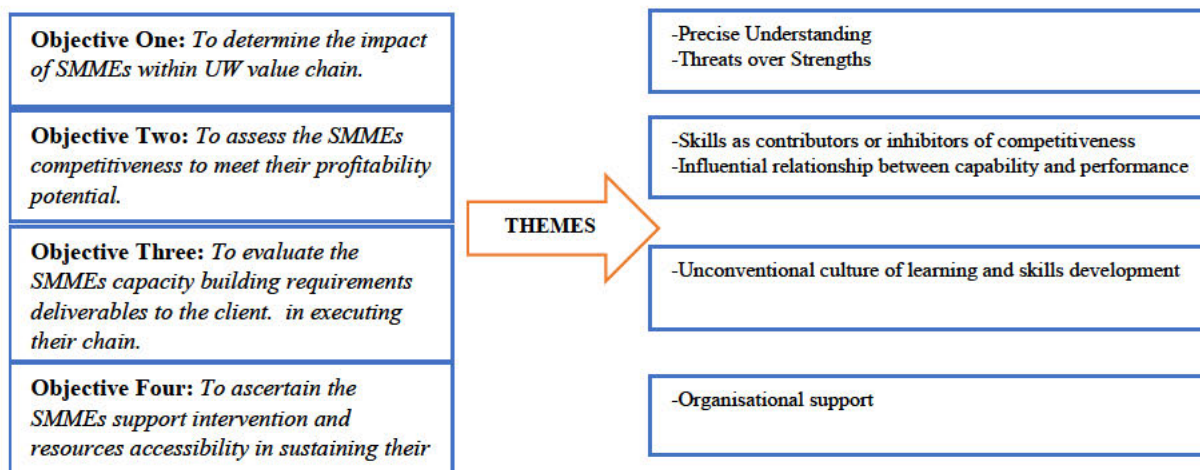 Objective One: To determine the impact
of SMMEs within UW value chain.
Objective Two: To assess the SMMEs
competitiveness to meet their profitability
potential.
Objective Three: To evaluate the
SMMEs capacity building requirements
deliverables to the client. in executing
their chain.
Objective Four: To ascertain the
SMMEs support intervention and
resources accessibility in sustaining their
THEMES
-Precise Understanding
-Threats over Strengths
-Skills as contributors or inhibitors of competitiveness
-Influential relationship between capability and performance
-Unconventional culture of learning and skills development
-Organisational support